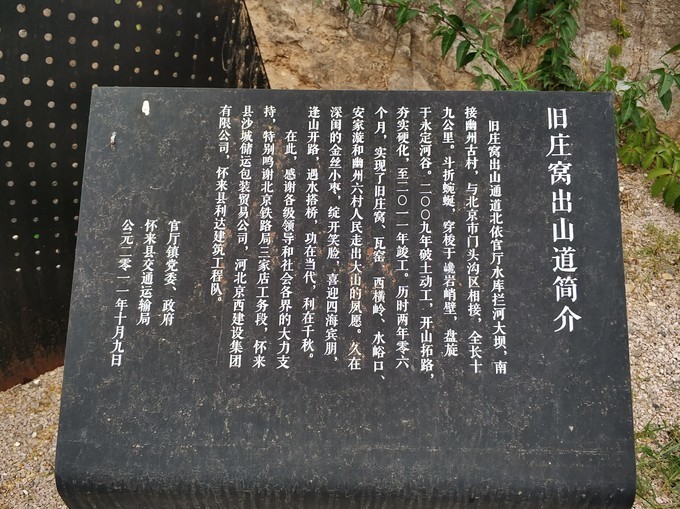 旧庄窝出山道简介
旧庄窝出山通道北依官厅水库拦河大坝，南
接幽州古村，与北京市门头沟区相接，全长十
九公里。斗折蜿蜒，穿梭于巉岩峭壁，盘旋
于永定河谷。二00九年破土动工，开山拓路，
夯实硬化，至二0一一年竣工。历时两年零六
个月，实现了旧庄窝、瓦窑、西横岭、水峪口、
安家漩和幽州六村人民走出大山的夙愿。久在
深闺的金丝小枣，绽开笑脸，喜迎四海宾朋，
逢山开路，遇水搭桥，功在当代，利在千秋。
在此，感谢各级领导和社会各界的大力支
持，特别鸣谢北京铁路局三家店工务段，怀来
县沙城储运包装贸易公司，河北京西建设集团
有限公司，怀来县利达建筑工程队。
官厅镇党委、政府
怀来县交通运输局
公元二零一一年十月九日